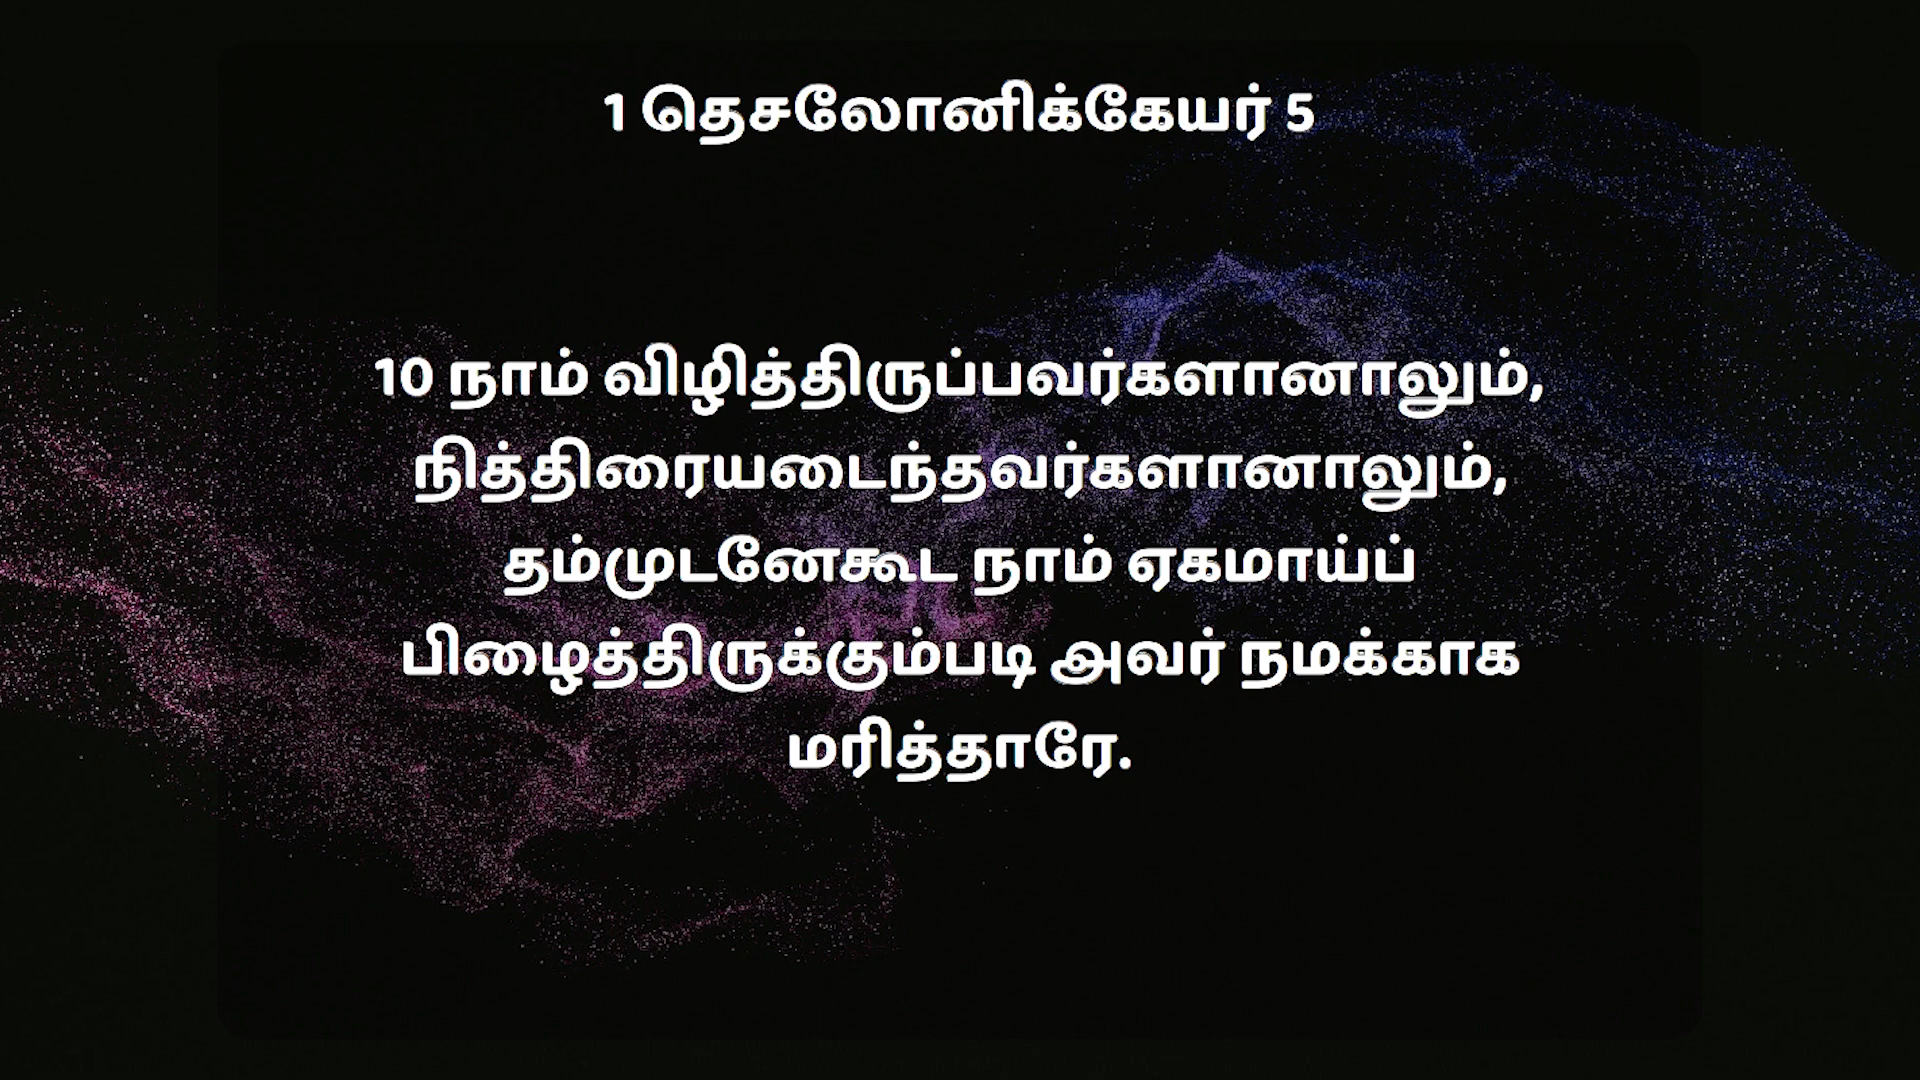 1 தெசலோனிக்கேயர் 5
10 நாம் விழித்திருப்பவர்களானாலும்,
நித்திரையடைந்தவர்களானாலும்,
தம்முடனேகூட நாம் ஏகமாய்ப்
பிழைத்திருக்கும்படி அவர் நமக்காக
மரித்தாரே.